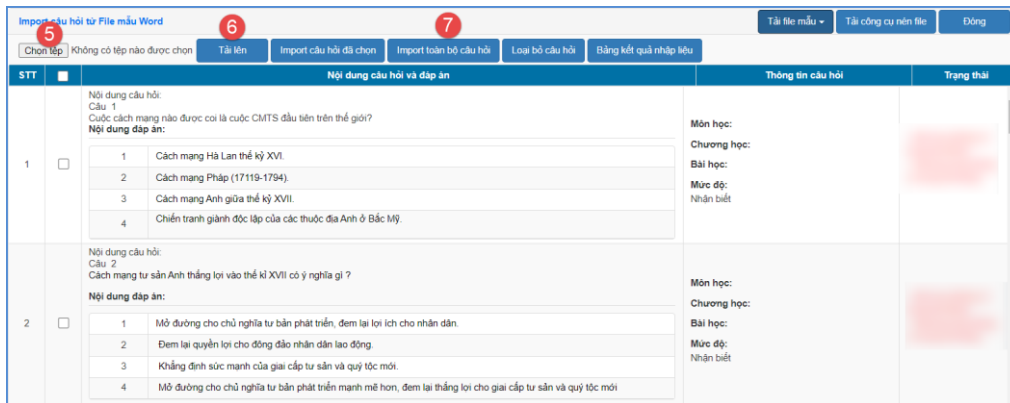 Import câu hỏi từ File mẫu Word
Tải file mẫu
Tải công cụ nén file
Đóng
5
6
7
Chọn tệp Không có tệp nào được chọn
Tải lên
Import câu hỏi đã chọn
Import toàn bộ câu hỏi
Loại bỏ câu hỏi
Bảng kết quả nhập liệu
STT
Nội dung câu hỏi và đáp án
Thông tin câu hỏi
Trạng thái
1
Nội dung câu hỏi:
Câu 1
Cuộc cách mạng nào được coi là cuộc CMTS đầu tiên trên thế giới?
Nội dung đáp án:
1 Cách mạng Hà Lan thế kỷ XVI.
2 Cách mạng Pháp (17119-1794).
3 Cách mạng Anh giữa thế kỷ XVII.
4 Chiến tranh giành độc lập của các thuộc địa Anh ở Bắc Mỹ.
Môn học:
Chương học:
Bài học:
Mức độ:
Nhận biết
2
Nội dung câu hỏi:
Câu 2
Cách mạng tư sản Anh thắng lợi vào thế kỉ XVII có ý nghĩa gì ?
Nội dung đáp án:
1 Mở đường cho chủ nghĩa tư bản phát triển, đem lại lợi ích cho nhân dân.
2 Đem lại quyền lợi cho đông đảo nhân dân lao động.
3 Khẳng định sức mạnh của giai cấp tư sản và quý tộc mới.
4 Mở đường cho chủ nghĩa tư bản phát triển mạnh mẽ hơn, đem lại thắng lợi cho giai cấp tư sản và quý tộc mới
Môn học:
Chương học:
Bài học:
Mức độ:
Nhận biết